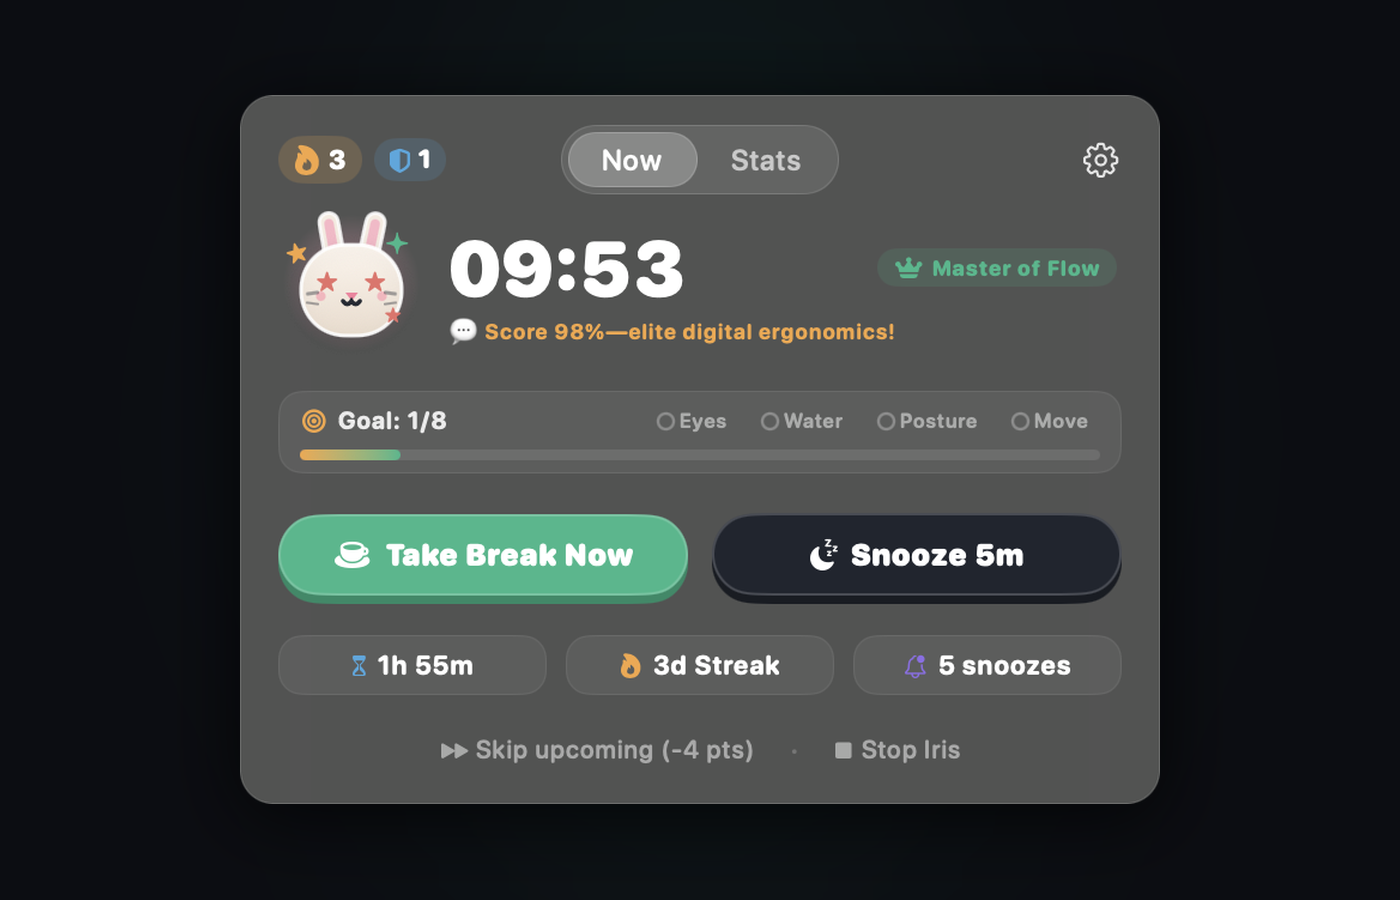 3
1
Now
Stats
09:53
Master of Flow
Score 98%—elite digital ergonomics!
Goal: 1/8
Eyes
Water
Posture
Move
Take Break Now
Snooze 5m
1h 55m
3d Streak
5 snoozes
Skip upcoming (-4 pts)
·
Stop Iris